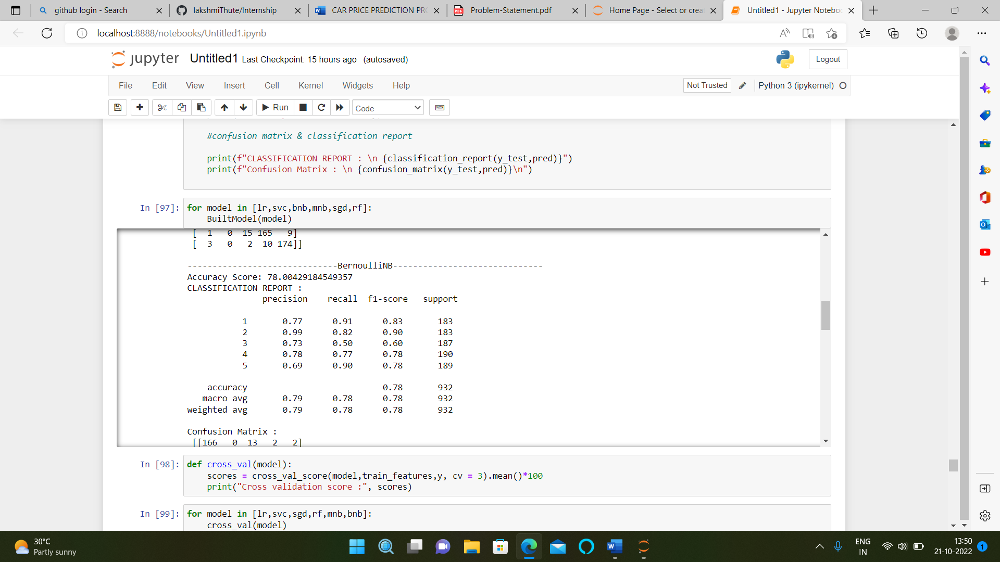 github login - Search
lakshmiThute/Internship
CAR PRICE PREDICTION PR
Problem-Statement.pdf
Home Page - Select or crea
Untitled1 - Jupyter Notebo
localhost:8888/notebooks/Untitled1.ipynb
jupyter Untitled1 Last Checkpoint: 15 hours ago (autosaved)
Logout
File Edit View Insert Cell Kernel Widgets Help
Not Trusted Python 3 (ipykernel)
Run Code
#confusion matrix & classification report
print(f"CLASSIFICATION REPORT : \n {classification_report(y_test,pred)}")
print(f"Confusion Matrix : \n {confusion_matrix(y_test,pred)}\n")
In [97]: for model in [lr,svc,bnb,mnb,sgd,rf]:
BuiltModel(model)
[ 1 0 15 165 9]
[ 3 0 2 10 174]]
------------------------------BernoulliNB------------------------------
Accuracy Score: 78.00429184549357
CLASSIFICATION REPORT :
precision recall f1-score support
1 0.77 0.91 0.83 183
2 0.99 0.82 0.90 183
3 0.73 0.50 0.60 187
4 0.78 0.77 0.78 190
5 0.69 0.90 0.78 189
accuracy 0.78 932
macro avg 0.79 0.78 0.78 932
weighted avg 0.79 0.78 0.78 932
Confusion Matrix :
[[166 0 13 2 2]
In [98]: def cross_val(model):
scores = cross_val_score(model,train_features,y, cv = 3).mean()*100
print("Cross validation score :", scores)
In [99]: for model in [lr,svc,sgd,rf,mnb,bnb]:
cross_val(model)
30°C
Partly sunny
ENG
IN
13:50
21-10-2022
1